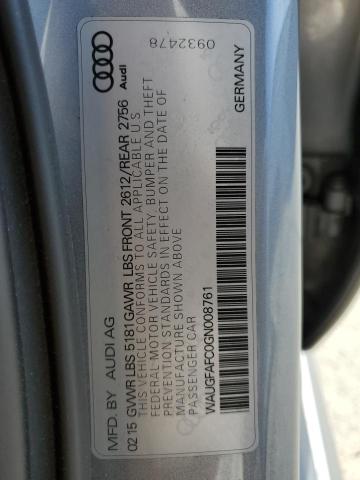 MFD. BY AUDI AG
Audi
02 15 GVWR LBS 5181 GAWR LBS FRONT 2612/REAR 2756
THIS VEHICLE CONFORMS TO ALL APPLICABLE U.S
FEDERAL MOTOR VEHICLE SAFETY, BUMPER AND THEFT
PREVENTION STANDARDS IN EFFECT ON THE DATE OF
MANUFACTURE SHOWN ABOVE
PASSENGER CAR
0932478
WAUGFAFC0GN008761
GERMANY